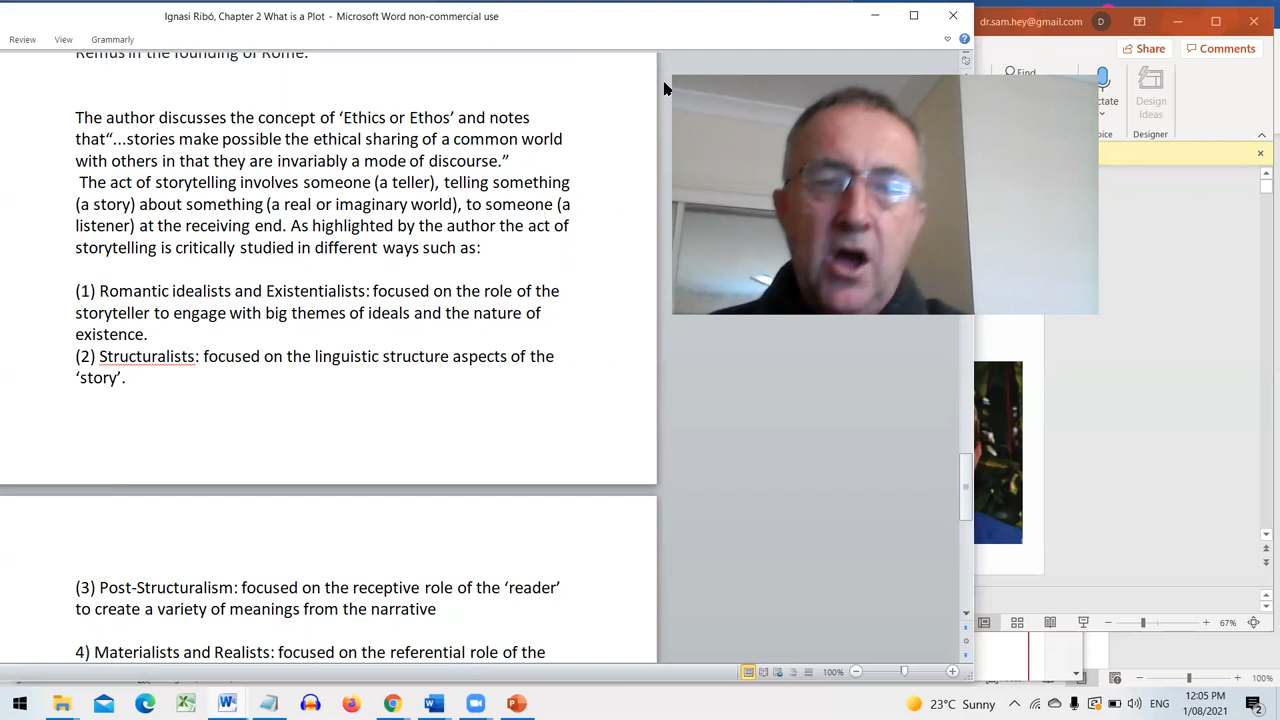 Ignasi Ribó, Chapter 2 What is a Plot - Microsoft Word non-commercial use
dr.sam.hey@gmail.com
D
Review View Grammarly
Share
Comments
Find
Design
Ideas
Designer
The author discusses the concept of ‘Ethics or Ethos’ and notes
that“...stories make possible the ethical sharing of a common world
with others in that they are invariably a mode of discourse.”
The act of storytelling involves someone (a teller), telling something
(a story) about something (a real or imaginary world), to someone (a
listener) at the receiving end. As highlighted by the author the act of
storytelling is critically studied in different ways such as:
(1) Romantic idealists and Existentialists: focused on the role of the
storyteller to engage with big themes of ideals and the nature of
existence.
(2) Structuralists: focused on the linguistic structure aspects of the
‘story’.
(3) Post-Structuralism: focused on the receptive role of the ‘reader’
to create a variety of meanings from the narrative
4) Materialists and Realists: focused on the referential role of the
67%
100%
100%
23°C Sunny
ENG
12:05 PM
1/08/2021
2